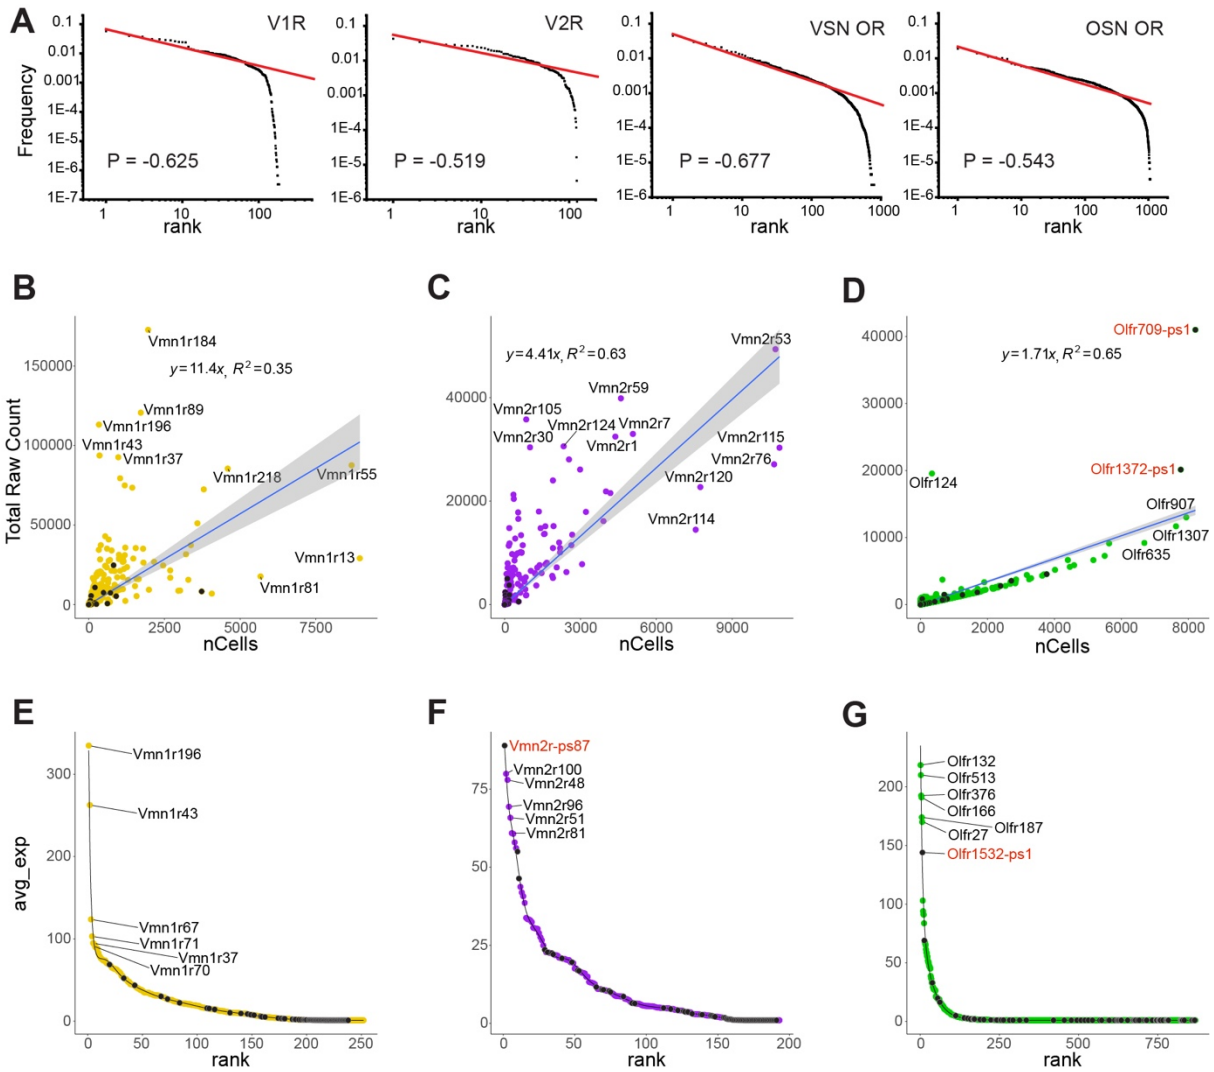 A
V1R
V2R
VSN OR
OSN OR
Frequency
0.1
0.01
0.001
1E-4
1E-5
1E-6
1E-7
P = -0.625
1
10
100
rank
0.1
0.01
0.001
1E-4
1E-5
1E-6
P = -0.519
1
10
100
rank
0.1
0.01
0.001
1E-4
1E-5
1E-6
P = -0.677
1
10
100
1000
rank
0.1
0.01
0.001
1E-4
1E-5
1E-6
P = -0.543
1
10
100
1000
rank
B
Total Raw Count
150000
100000
50000
0
Vmn1r184
y=11.4x, R²=0.35
Vmn1r89
Vmn1r196
Vmn1r43
Vmn1r37
Vmn1r218
Vmn1r55
Vmn1r13
Vmn1r81
0
2500
5000
7500
nCells
C
40000
20000
0
Vmn2r53
y=4.41x, R²=0.63
Vmn2r59
Vmn2r105
Vmn2r124
Vmn2r7
Vmn2r30
Vmn2r1
Vmn2r115
Vmn2r76
Vmn2r120
Vmn2r114
0
3000
6000
9000
nCells
D
40000
30000
20000
10000
0
Olfr709-ps1
y=1.71x, R²=0.65
Olfr1372-ps1
Olfr124
Olfr907
Olfr1307
Olfr635
0
2000
4000
6000
8000
nCells
E
avg_exp
300
200
100
0
Vmn1r196
Vmn1r43
Vmn1r67
Vmn1r71
Vmn1r37
Vmn1r70
0
50
100
150
200
250
rank
F
75
50
25
0
Vmn2r-ps87
Vmn2r100
Vmn2r48
Vmn2r96
Vmn2r51
Vmn2r81
0
50
100
150
200
rank
G
200
150
100
50
0
Olfr132
Olfr513
Olfr376
Olfr166
Olfr187
Olfr27
Olfr1532-ps1
0
250
500
750
rank